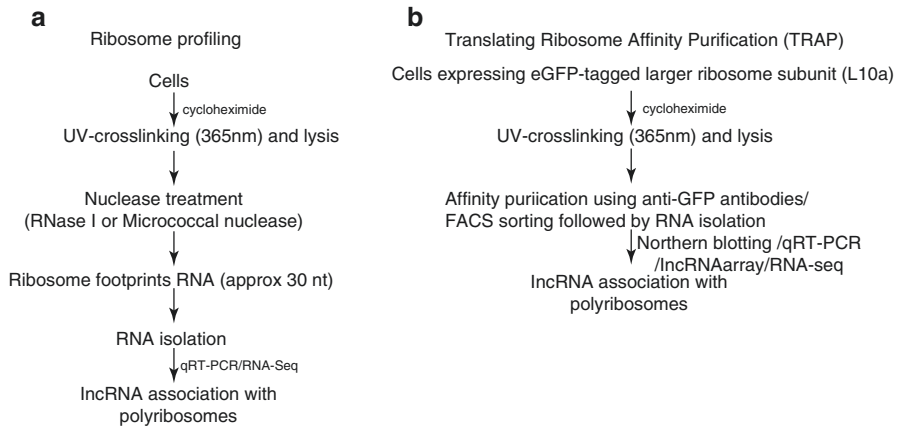 a
Ribosome profiling
Cells
cycloheximide
UV-crosslinking (365nm) and lysis
Nuclease treatment
(RNase I or Micrococcal nuclease)
Ribosome footprints RNA (approx 30 nt)
RNA isolation
qRT-PCR/RNA-Seq
lncRNA association with
polyribosomes
b
Translating Ribosome Affinity Purification (TRAP)
Cells expressing eGFP-tagged larger ribosome subunit (L10a)
cycloheximide
UV-crosslinking (365nm) and lysis
Affinity puriication using anti-GFP antibodies/
FACS sorting followed by RNA isolation
Northern blotting /qRT-PCR
/lncRNAarray/RNA-seq
lncRNA association with
polyribosomes